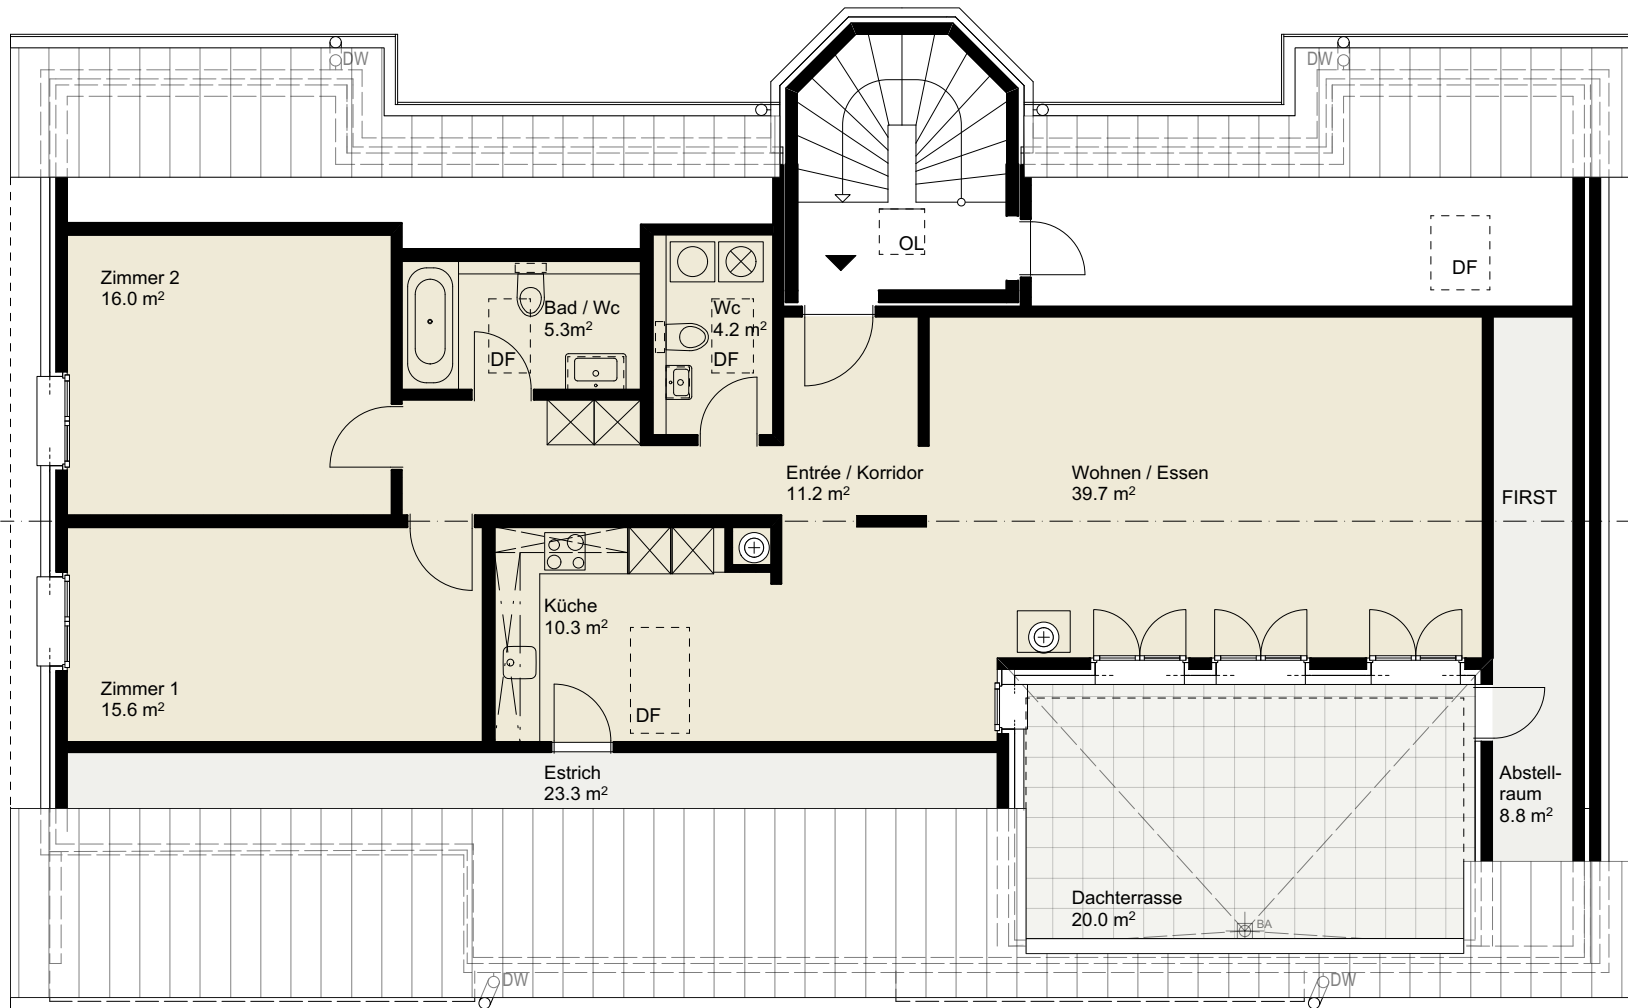 DW
DW
OL
DF
Zimmer 2
16.0 m²
Bad / Wc
5.3m²
DF
Wc
4.2 m²
DF
Entrée / Korridor
11.2 m²
Wohnen / Essen
39.7 m²
FIRST
Küche
10.3 m²
Zimmer 1
15.6 m²
DF
Estrich
23.3 m²
Abstell-
raum
8.8 m²
Dachterrasse
20.0 m²
BA
DW
DW